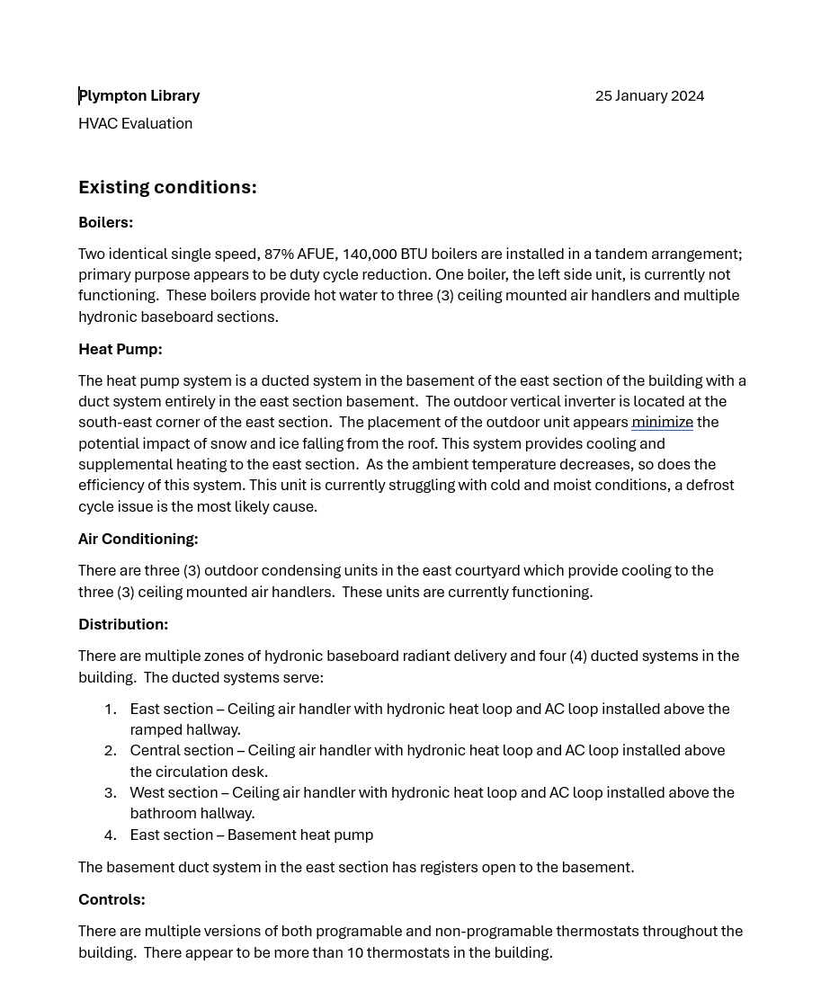 Plympton Library 25 January 2024
HVAC Evaluation
Existing conditions:
Boilers:
Two identical single speed, 87% AFUE, 140,000 BTU boilers are installed in a tandem arrangement;
primary purpose appears to be duty cycle reduction. One boiler, the left side unit, is currently not
functioning.  These boilers provide hot water to three (3) ceiling mounted air handlers and multiple
hydronic baseboard sections.
Heat Pump:
The heat pump system is a ducted system in the basement of the east section of the building with a
duct system entirely in the east section basement.  The outdoor vertical inverter is located at the
south-east corner of the east section.  The placement of the outdoor unit appears minimize the
potential impact of snow and ice falling from the roof. This system provides cooling and
supplemental heating to the east section.  As the ambient temperature decreases, so does the
efficiency of this system. This unit is currently struggling with cold and moist conditions, a defrost
cycle issue is the most likely cause.
Air Conditioning:
There are three (3) outdoor condensing units in the east courtyard which provide cooling to the
three (3) ceiling mounted air handlers.  These units are currently functioning.
Distribution:
There are multiple zones of hydronic baseboard radiant delivery and four (4) ducted systems in the
building.  The ducted systems serve:
1. East section – Ceiling air handler with hydronic heat loop and AC loop installed above the
ramped hallway.
2. Central section – Ceiling air handler with hydronic heat loop and AC loop installed above
the circulation desk.
3. West section – Ceiling air handler with hydronic heat loop and AC loop installed above the
bathroom hallway.
4. East section – Basement heat pump
The basement duct system in the east section has registers open to the basement.
Controls:
There are multiple versions of both programable and non-programable thermostats throughout the
building.  There appear to be more than 10 thermostats in the building.